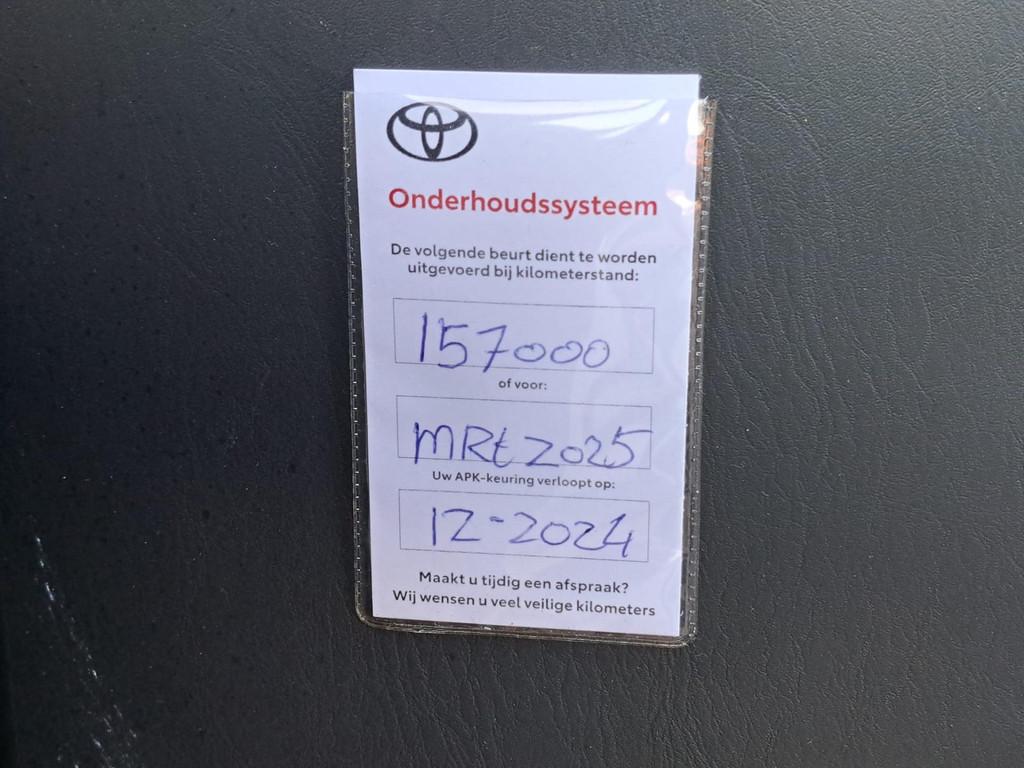 Onderhoudssysteem
De volgende beurt dient te worden
uitgevoerd bij kilometerstand:
157000
of voor:
MRt 2025
Uw APK-keuring verloopt op:
12-2024
Maakt u tijdig een afspraak?
Wij wensen u veel veilige kilometers